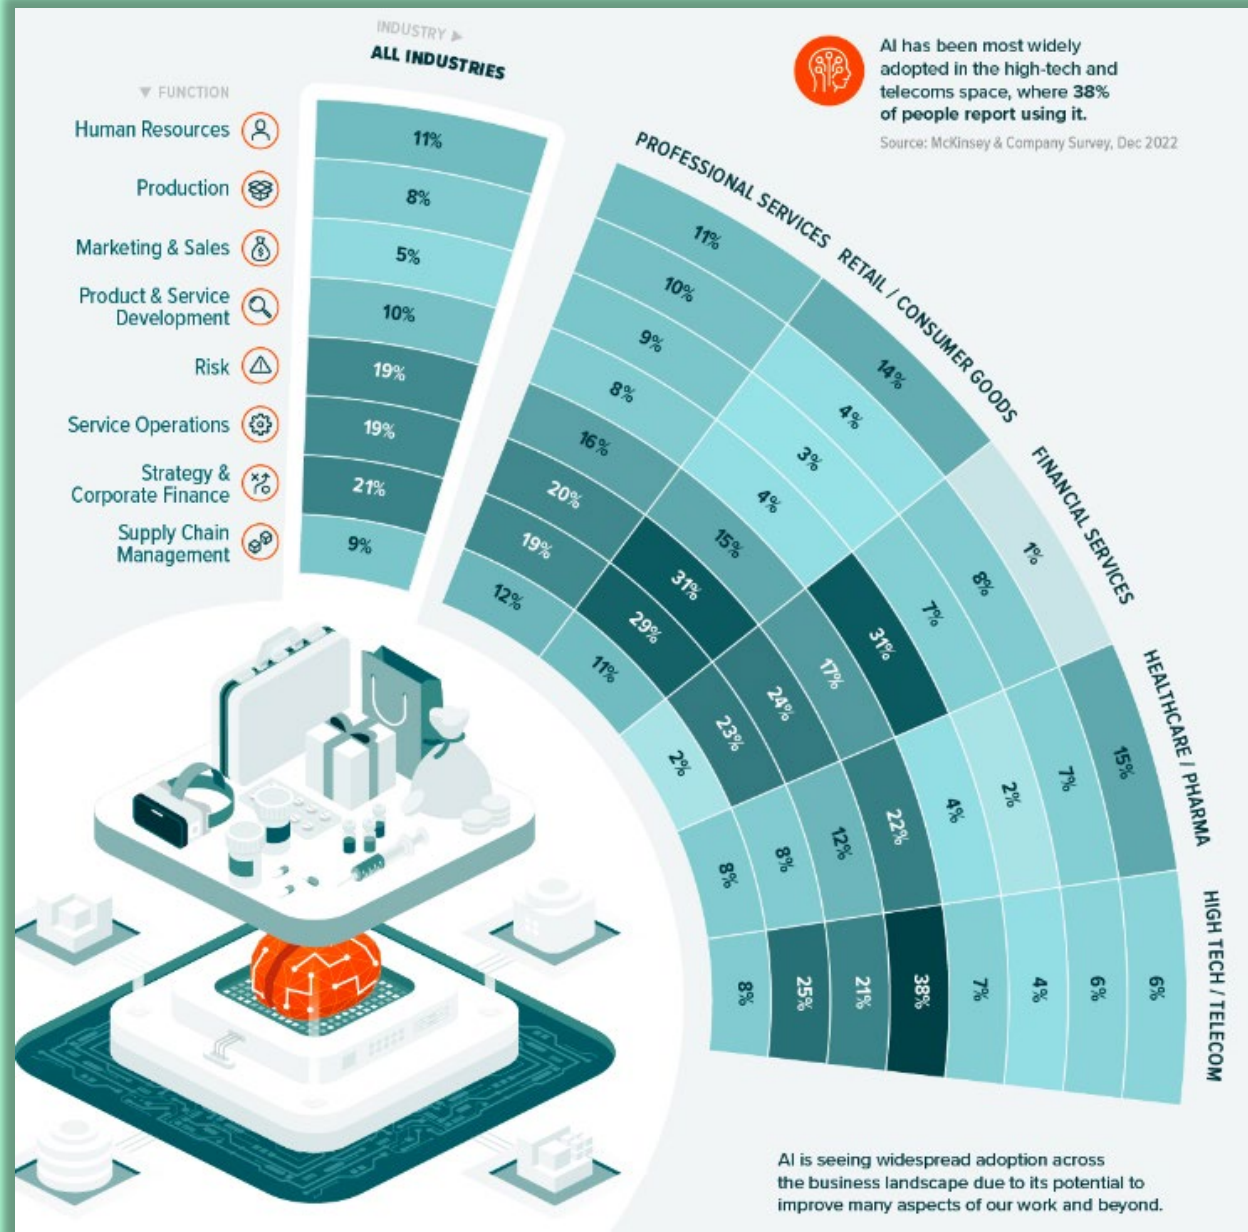 INDUSTRY ▶
ALL INDUSTRIES
AI has been most widely
adopted in the high-tech and
telecoms space, where 38%
of people report using it.
Source: McKinsey & Company Survey, Dec 2022
▼ FUNCTION
Human Resources
Production
Marketing & Sales
Product & Service
Development
Risk
Service Operations
Strategy &
Corporate Finance
Supply Chain
Management
11%
8%
5%
10%
19%
19%
21%
9%
PROFESSIONAL SERVICES
11%
10%
9%
8%
16%
20%
19%
12%
RETAIL / CONSUMER GOODS
14%
4%
3%
4%
15%
31%
29%
11%
FINANCIAL SERVICES
1%
8%
7%
31%
17%
24%
23%
2%
HEALTHCARE / PHARMA
15%
7%
2%
4%
22%
12%
8%
8%
HIGH TECH / TELECOM
6%
6%
4%
7%
38%
21%
25%
8%
AI is seeing widespread adoption across
the business landscape due to its potential to
improve many aspects of our work and beyond.